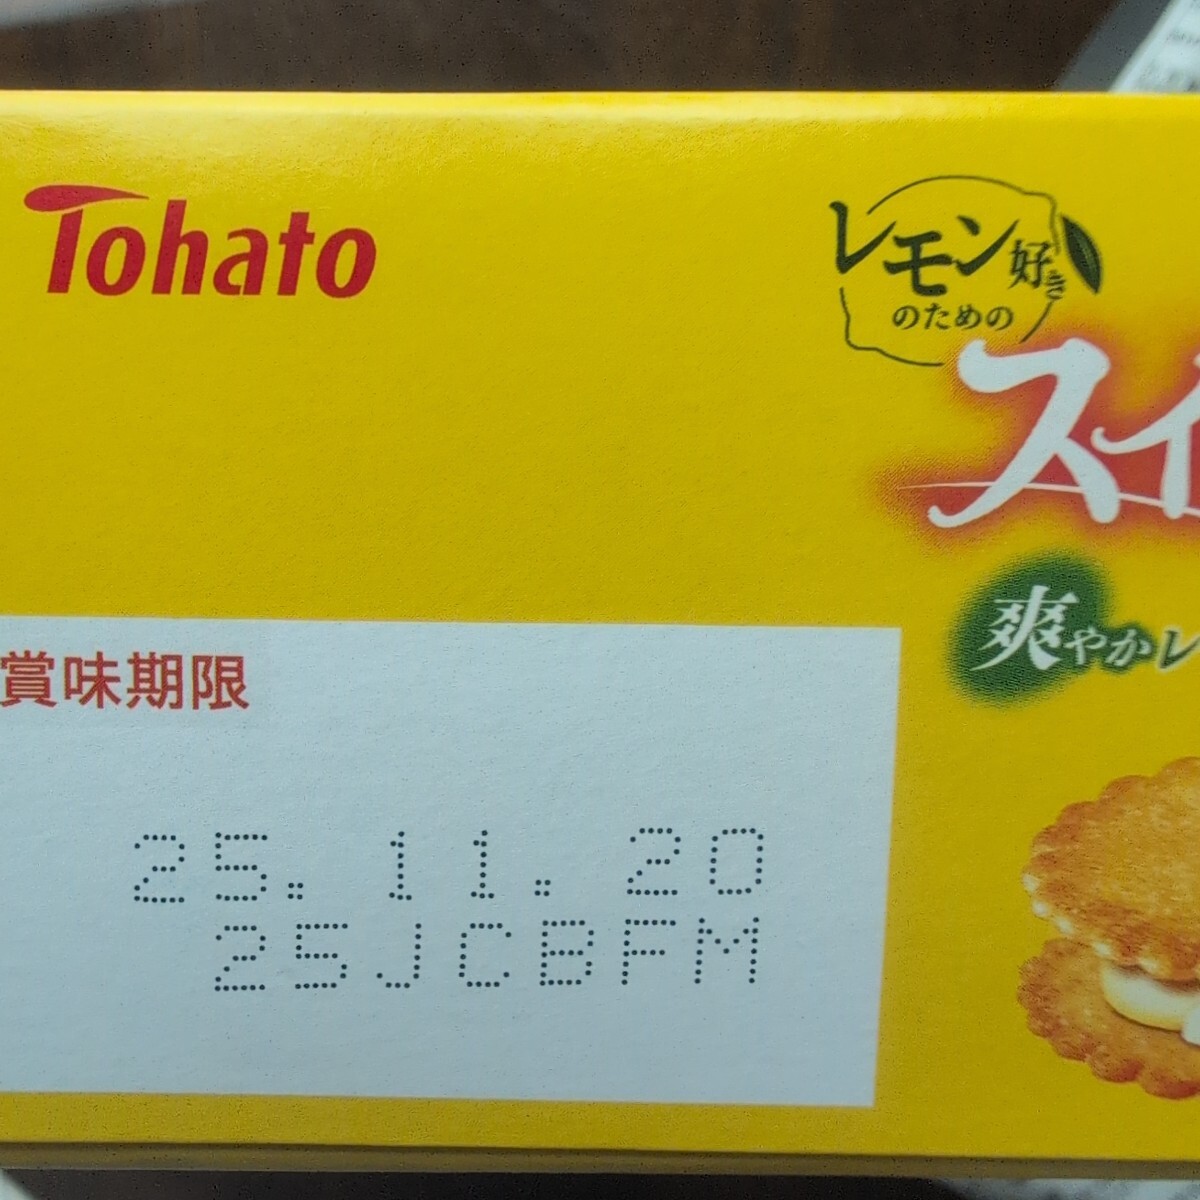 Tohato
レモン好き
のための
スイ
爽やかレ
賞味期限
25.11.20
25JCBFM